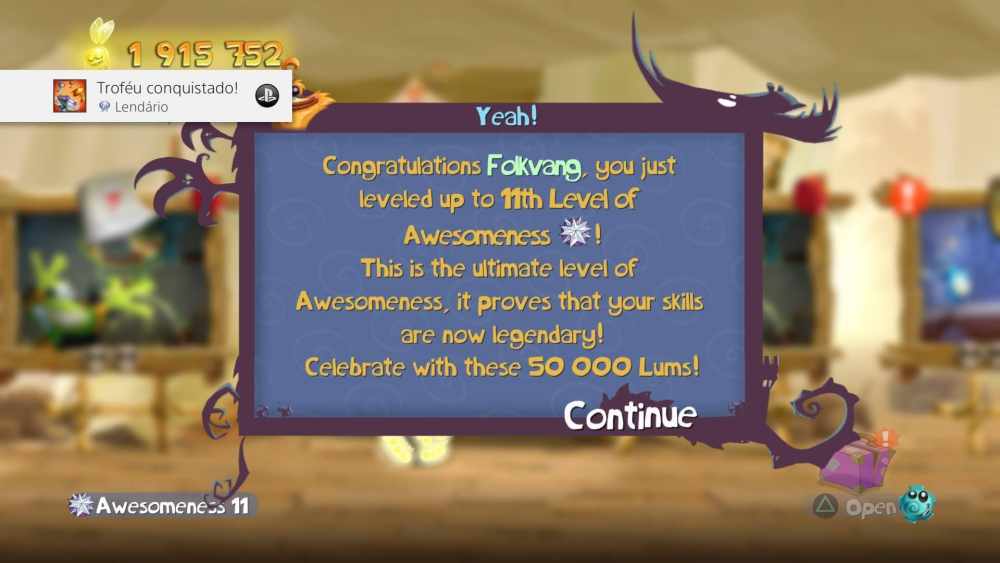 1 915 752
Troféu conquistado!
Lendário
Yeah!
Congratulations Folkvang, you just
leveled up to 11th Level of
Awesomeness !
This is the ultimate level of
Awesomeness, it proves that your skills
are now legendary!
Celebrate with these 50 000 Lums!
Continue
Awesomeness 11
Open